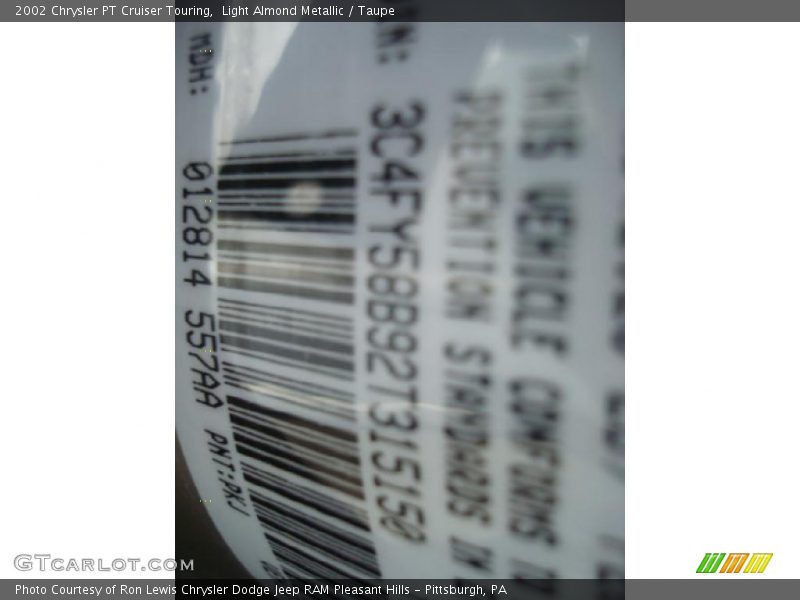 2002 Chrysler PT Cruiser Touring, Light Almond Metallic / Taupe
THIS VEHICLE CONFORMS
PREVENTION STANDARDS IN
3C4FY58B92T315150
MDH: 012814 557AA PNT:PKJ
GTCARLOT.COM
Photo Courtesy of Ron Lewis Chrysler Dodge Jeep RAM Pleasant Hills - Pittsburgh, PA